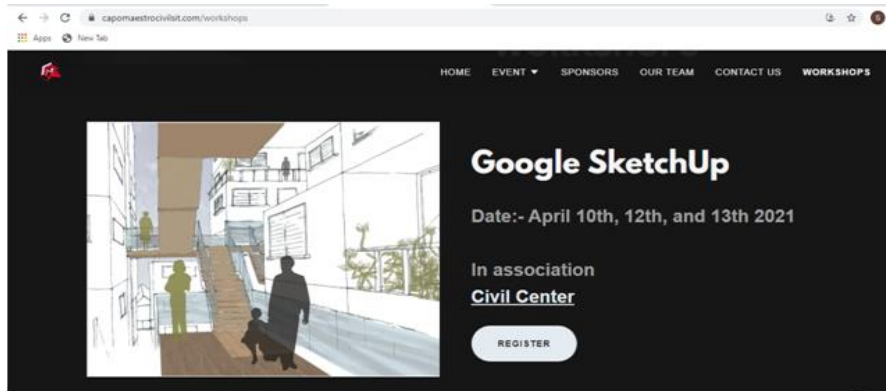 capomaestrocivilsit.com/workshops
Apps New Tab
WORKSHOPS
HOME EVENT SPONSORS OUR TEAM CONTACT US WORKSHOPS
Google SketchUp
Date:- April 10th, 12th, and 13th 2021
In association
Civil Center
REGISTER